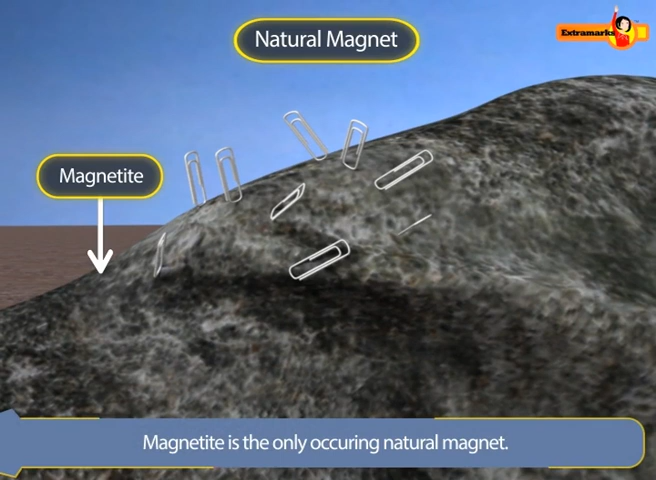 Natural Magnet
Extramarks
Magnetite
Magnetite is the only occuring natural magnet.